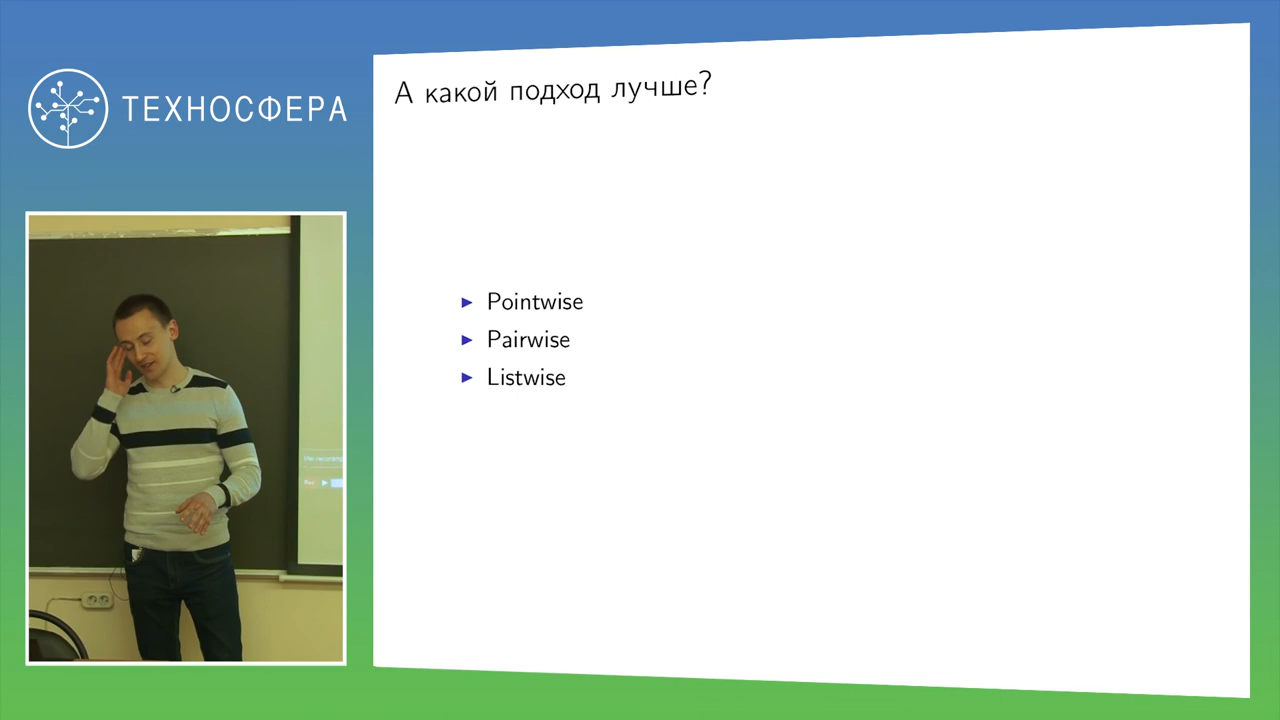 ТЕХНОСФЕРА
А какой подход лучше?
Pointwise
Pairwise
Listwise